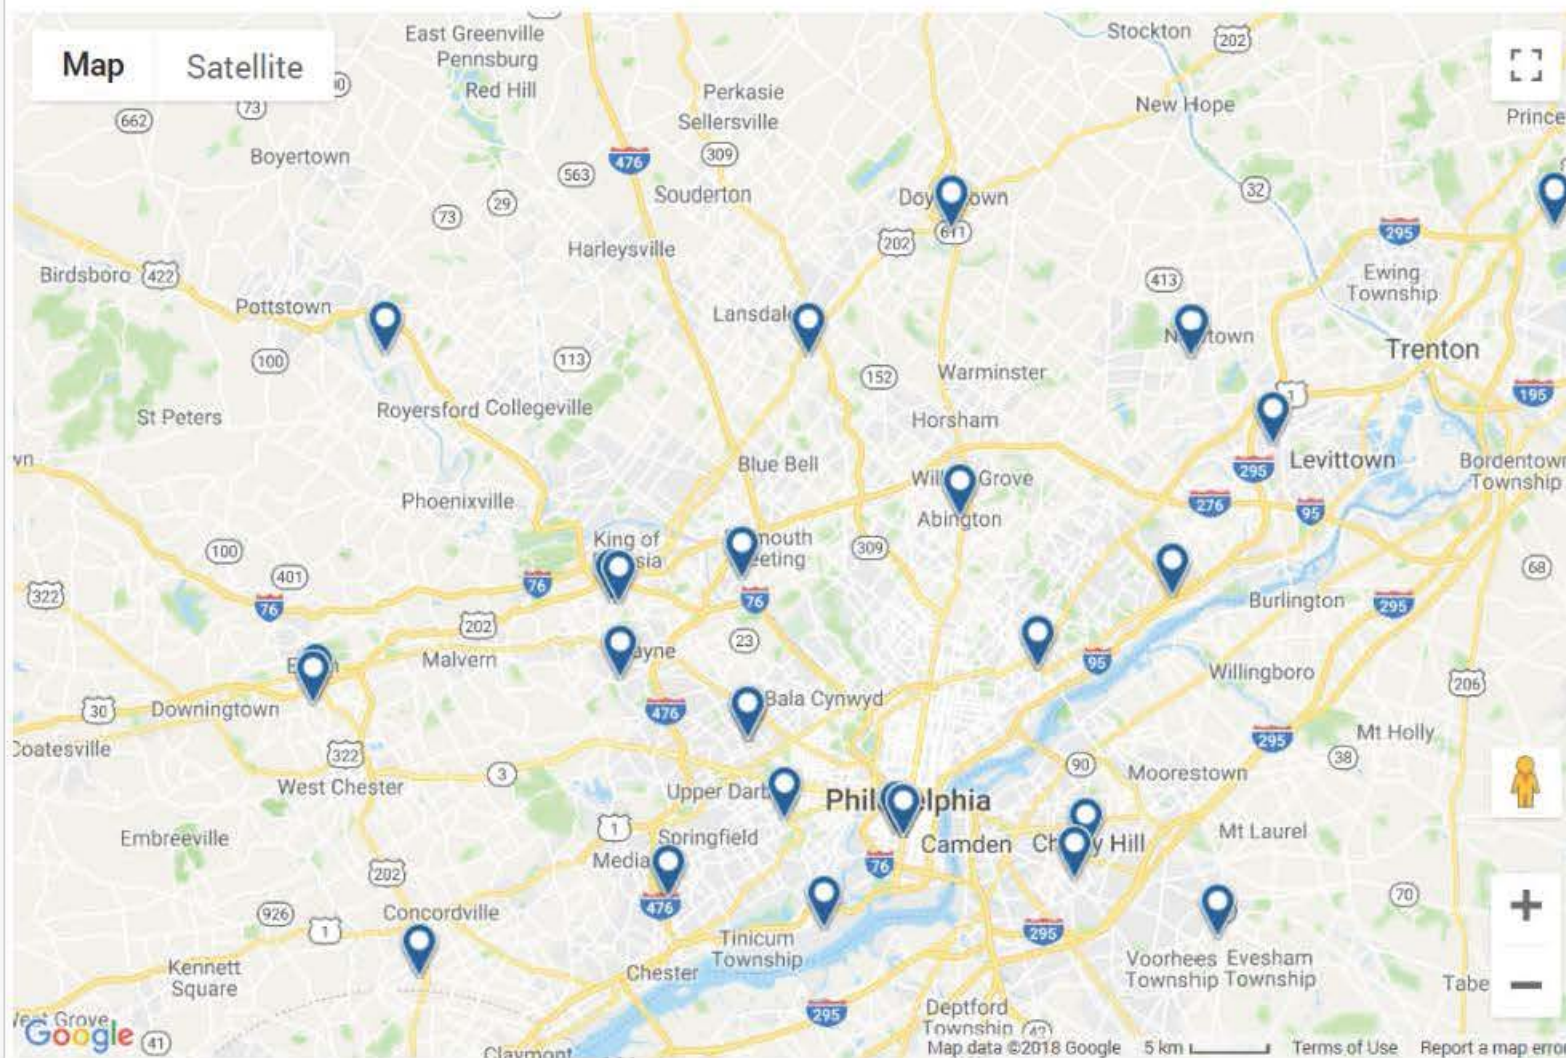 Map
Satellite
East Greenville
Pennsburg
Red Hill
Perkasie
Sellersville
Stockton
202
New Hope
73
662
Boyertown
476
309
563
Souderton
29
73
Harleysville
32
202
611
295
Birdsboro
422
Pottstown
413
Ewing
Township
Trenton
100
113
152
Warminster
1
195
St Peters
Royersford
Collegeville
Horsham
Blue Bell
295
Levittown
Bordentown
Township
Phoenixville
Grove
Abington
276
95
King of
309
100
401
76
76
76
322
68
Burlington
295
202
Malvern
23
95
Willingboro
206
30
Downingtown
476
Bala Cynwyd
Coatesville
322
295
Mt Holly
38
West Chester
3
90
Moorestown
Upper Darb
Embreeville
1
Springfield
Camden
Mt Laurel
Media
76
202
476
70
926
1
Concordville
295
Tinicum
Township
Voorhees
Township
Evesham
Township
Kennett
Square
Chester
295
Deptford
Township
42
Google
41
Claymont
Map data ©2018 Google
5 km
Terms of Use
Report a map error